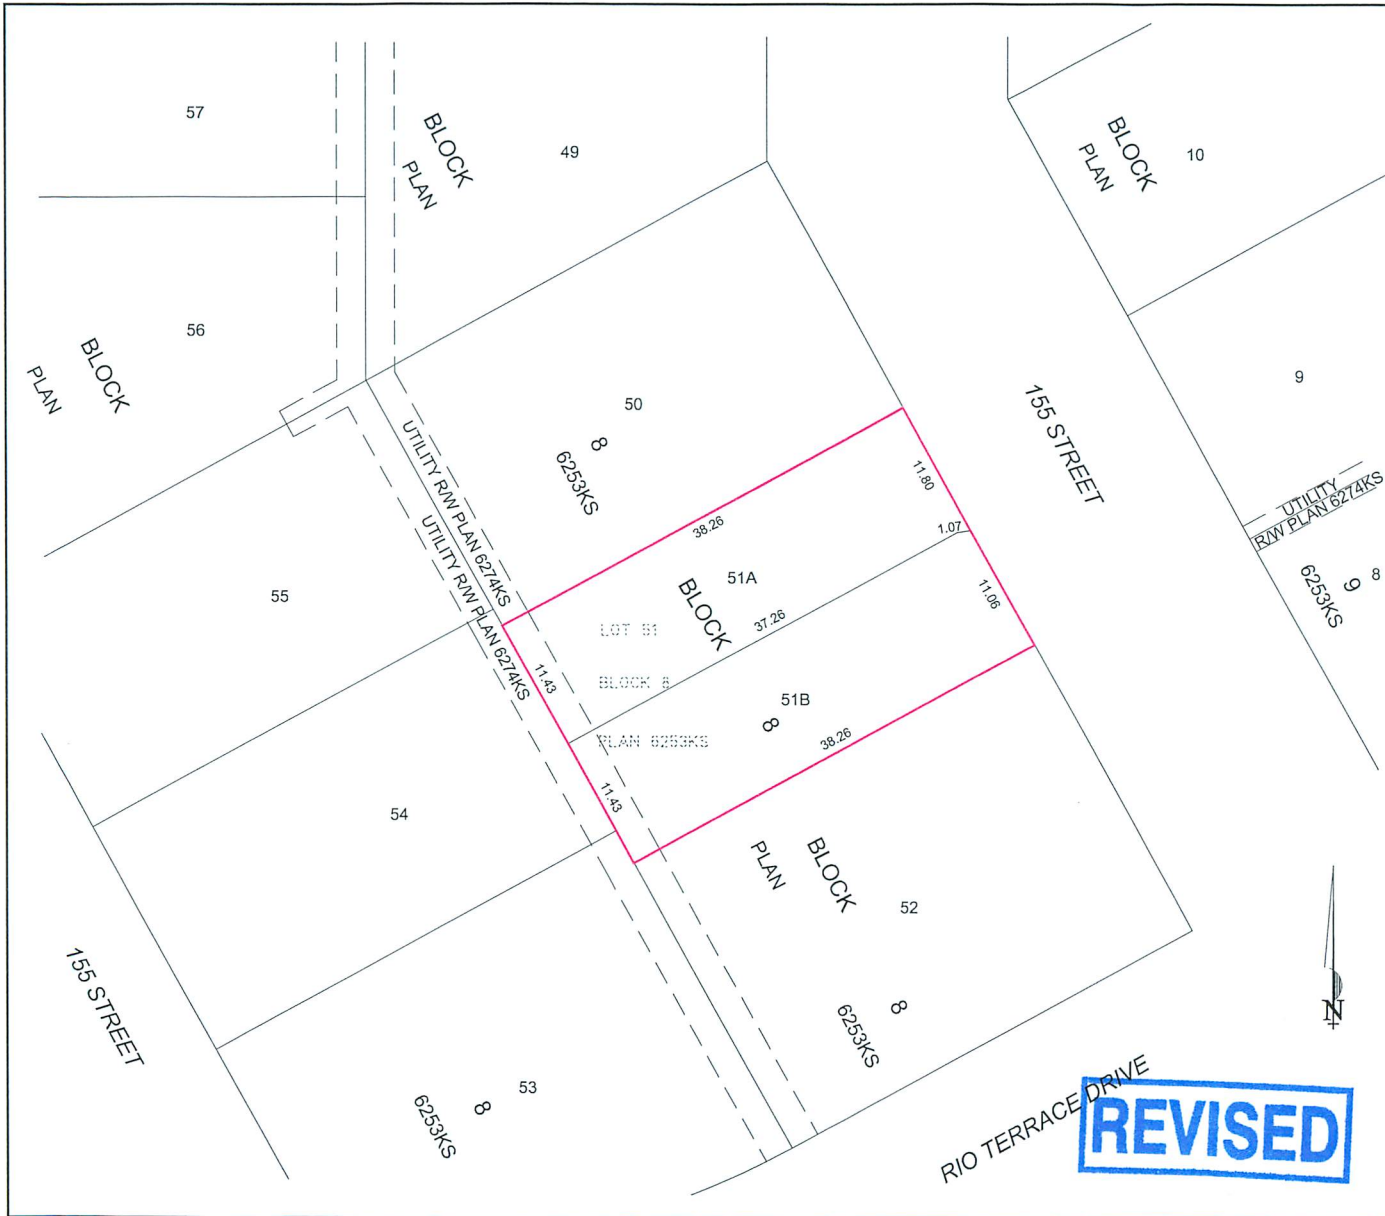 57
BLOCK
PLAN
49
BLOCK
PLAN
10
56
BLOCK
PLAN
50
8
6253KS
155 STREET
9
UTILITY R/W PLAN 6274KS
UTILITY R/W PLAN 6274KS
11.80
38.26
1.07
UTILITY
R/W PLAN 6274KS
55
51A
BLOCK
37.26
11.06
9
6253KS
8
LOT 51
11.43
BLOCK 8
51B
8
PLAN 6253KS
38.26
11.43
54
PLAN
BLOCK
52
155 STREET
8
6253KS
53
8
6253KS
RIO TERRACE DRIVE
REVISED
N